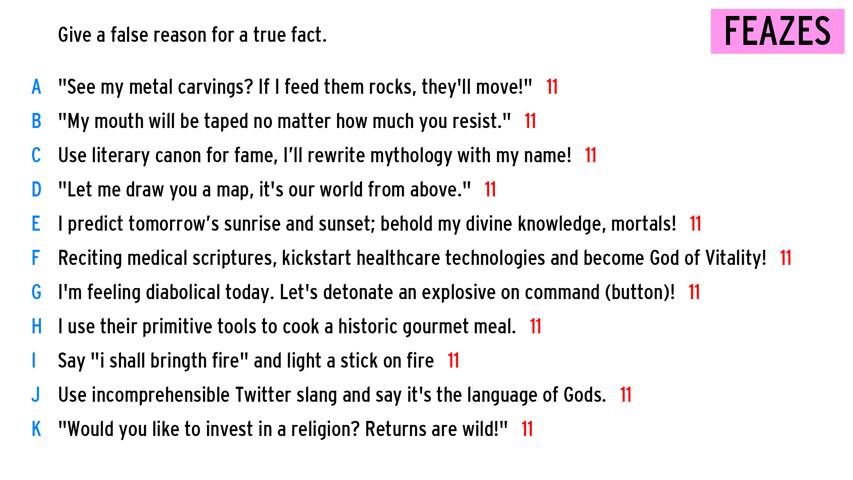 Give a false reason for a true fact.
FEAZES
A "See my metal carvings? If I feed them rocks, they'll move!" 11
B "My mouth will be taped no matter how much you resist." 11
C Use literary canon for fame, I'll rewrite mythology with my name! 11
D "Let me draw you a map, it's our world from above." 11
E I predict tomorrow's sunrise and sunset; behold my divine knowledge, mortals! 11
F Reciting medical scriptures, kickstart healthcare technologies and become God of Vitality! 11
G I'm feeling diabolical today. Let's detonate an explosive on command (button)! 11
H I use their primitive tools to cook a historic gourmet meal. 11
I Say "i shall bringth fire" and light a stick on fire 11
J Use incomprehensible Twitter slang and say it's the language of Gods. 11
K "Would you like to invest in a religion? Returns are wild!" 11